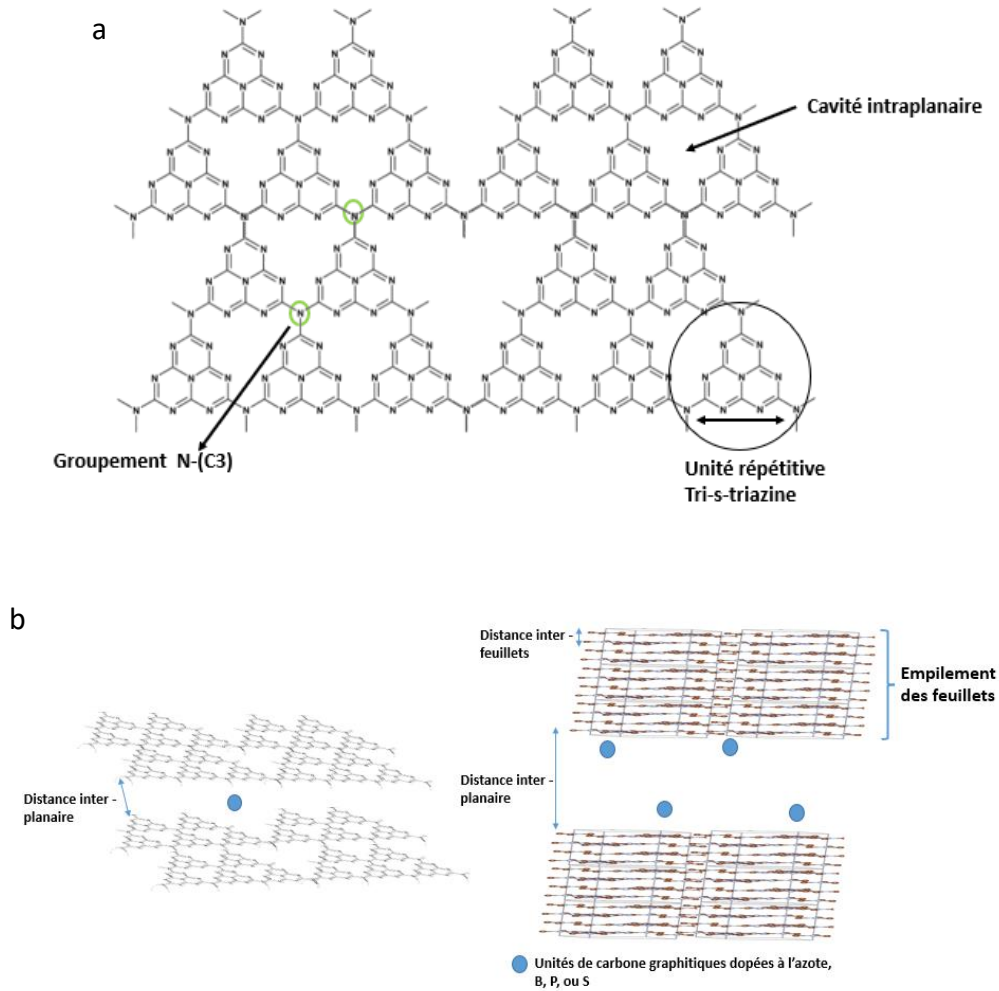 a
Cavité intraplanaire
Groupement N-(C3)
Unité répétitive
Tri-s-triazine
b
Distance inter -
feuillets
Empilement
des feuillets
Distance inter -
planaire
Distance inter -
planaire
Unités de carbone graphitiques dopées à l'azote,
B, P, ou S